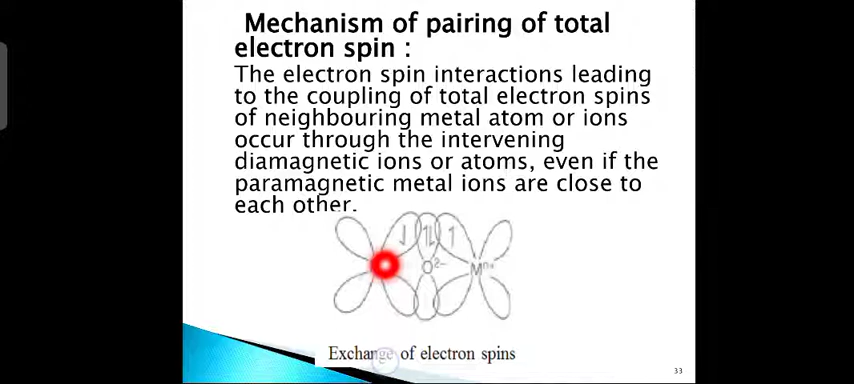 Mechanism of pairing of total
electron spin :
The electron spin interactions leading
to the coupling of total electron spins
of neighbouring metal atom or ions
occur through the intervening
diamagnetic ions or atoms, even if the
paramagnetic metal ions are close to
each other.
O²⁻ Mⁿ⁺
Exchange of electron spins
33